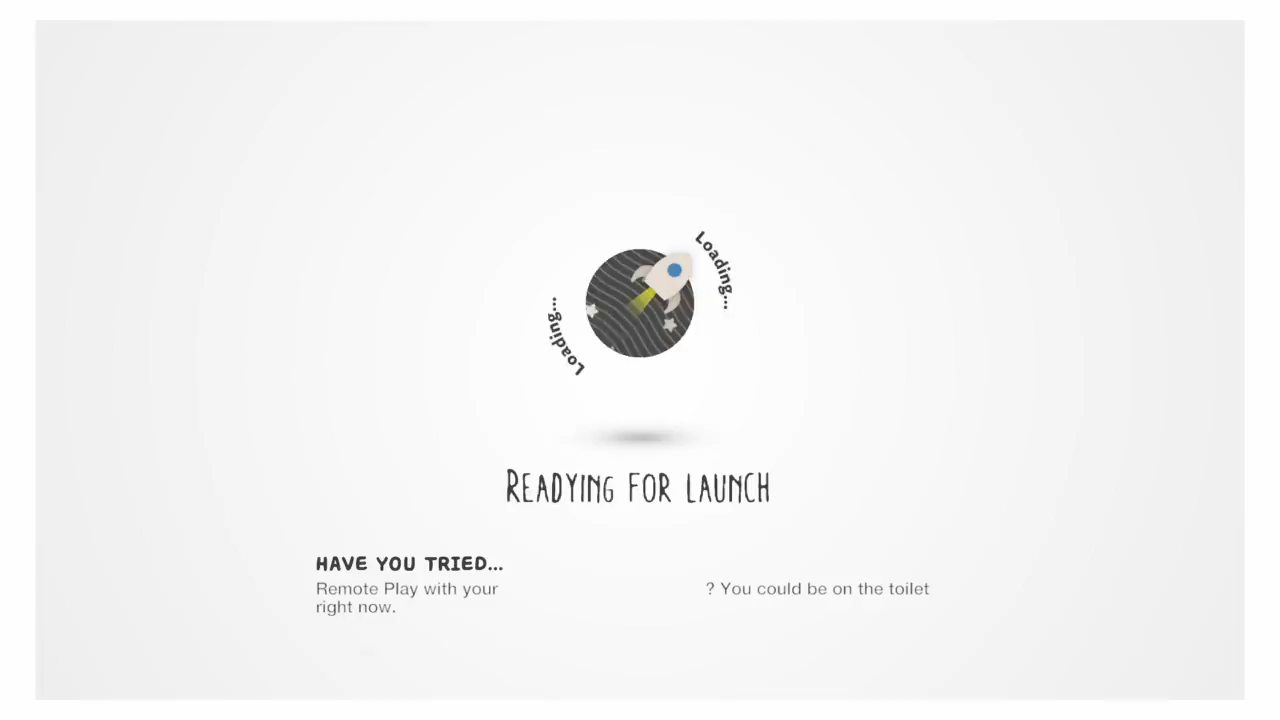 Loading...
Loading...
READYING FOR LAUNCH
HAVE YOU TRIED...
Remote Play with your ? You could be on the toilet
right now.